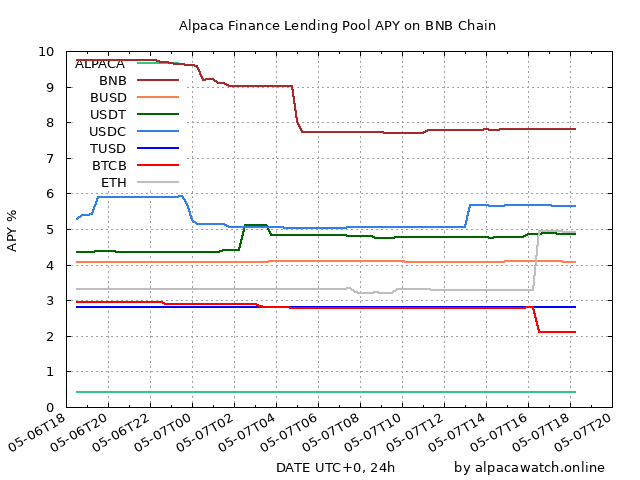 Alpaca Finance Lending Pool APY on BNB Chain
APY %
10
9
8
7
6
5
4
3
2
1
0
ALPACA
BNB
BUSD
USDT
USDC
TUSD
BTCB
ETH
05-06T18
05-06T20
05-06T22
05-07T00
05-07T02
05-07T04
05-07T06
05-07T08
05-07T10
05-07T12
05-07T14
05-07T16
05-07T18
05-07T20
DATE UTC+0, 24h
by alpacawatch.online